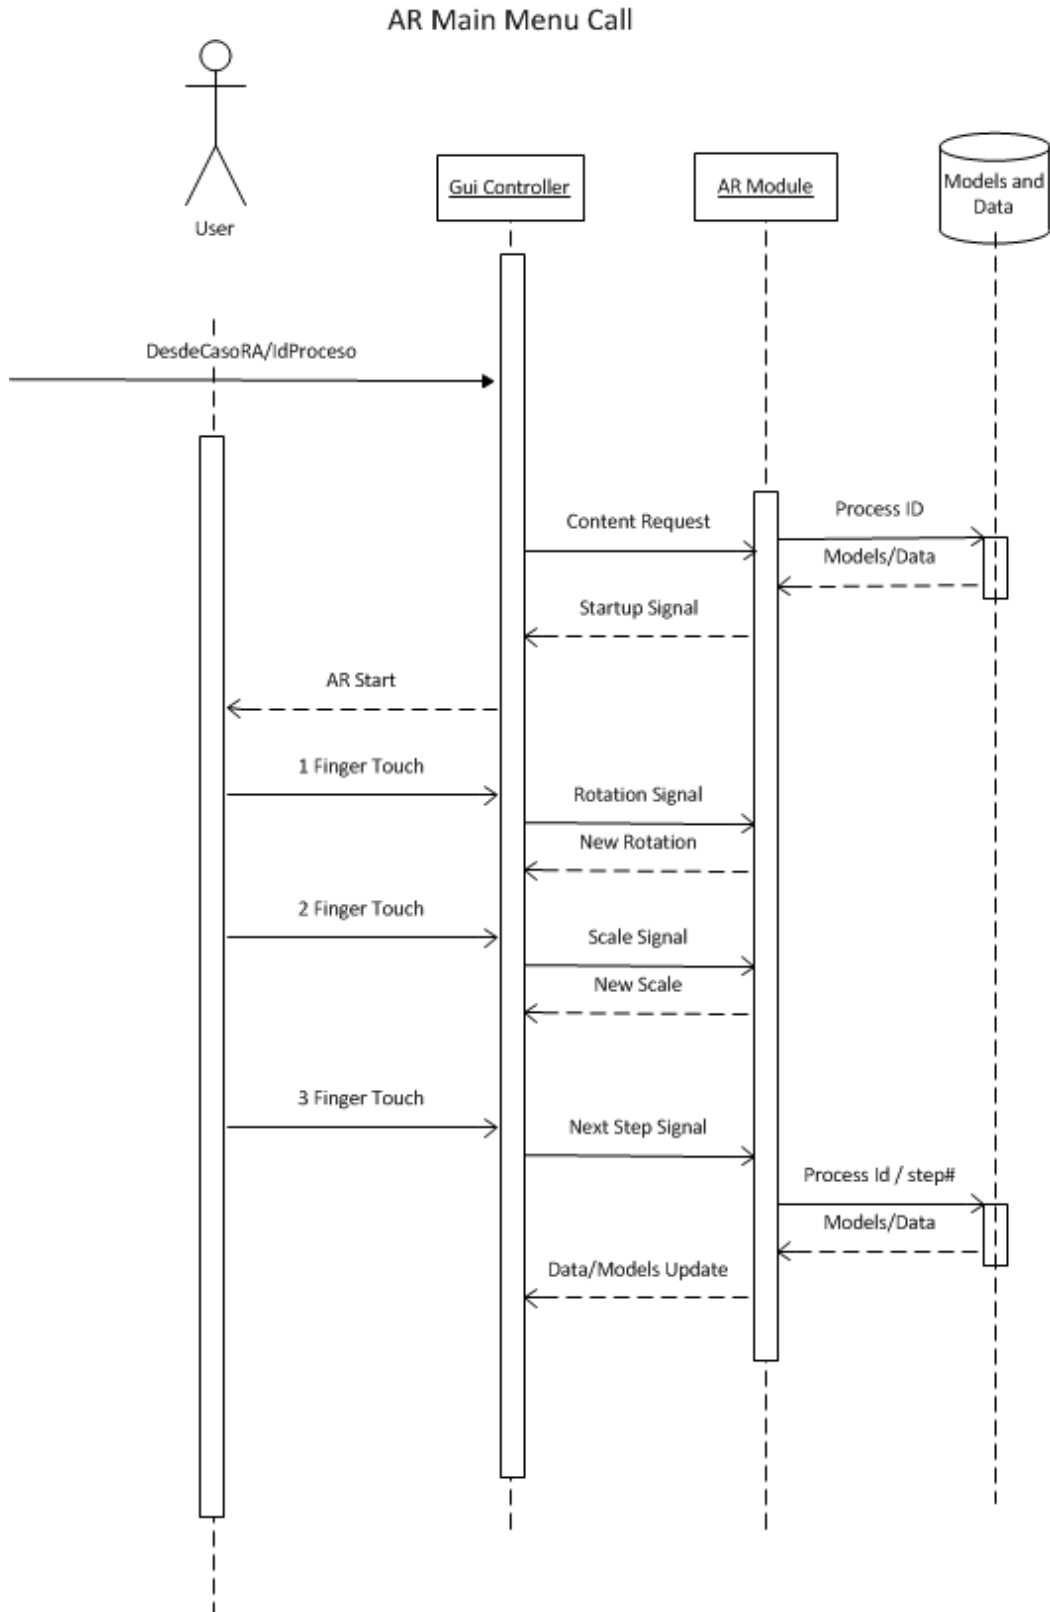 AR Main Menu Call
User
Gui Controller
AR Module
Models and
Data
DesdeCasoRA/IdProceso
Process ID
Content Request
Models/Data
Startup Signal
AR Start
1 Finger Touch
Rotation Signal
New Rotation
2 Finger Touch
Scale Signal
New Scale
3 Finger Touch
Next Step Signal
Process Id / step#
Models/Data
Data/Models Update